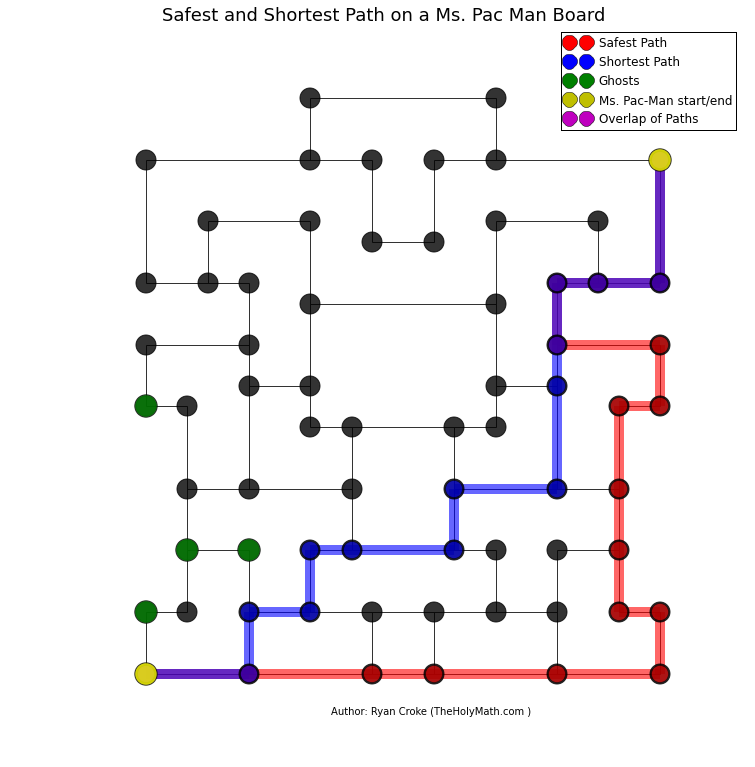 Safest and Shortest Path on a Ms. Pac Man Board
Safest Path
Shortest Path
Ghosts
Ms. Pac-Man start/end
Overlap of Paths
Author: Ryan Croke (TheHolyMath.com )